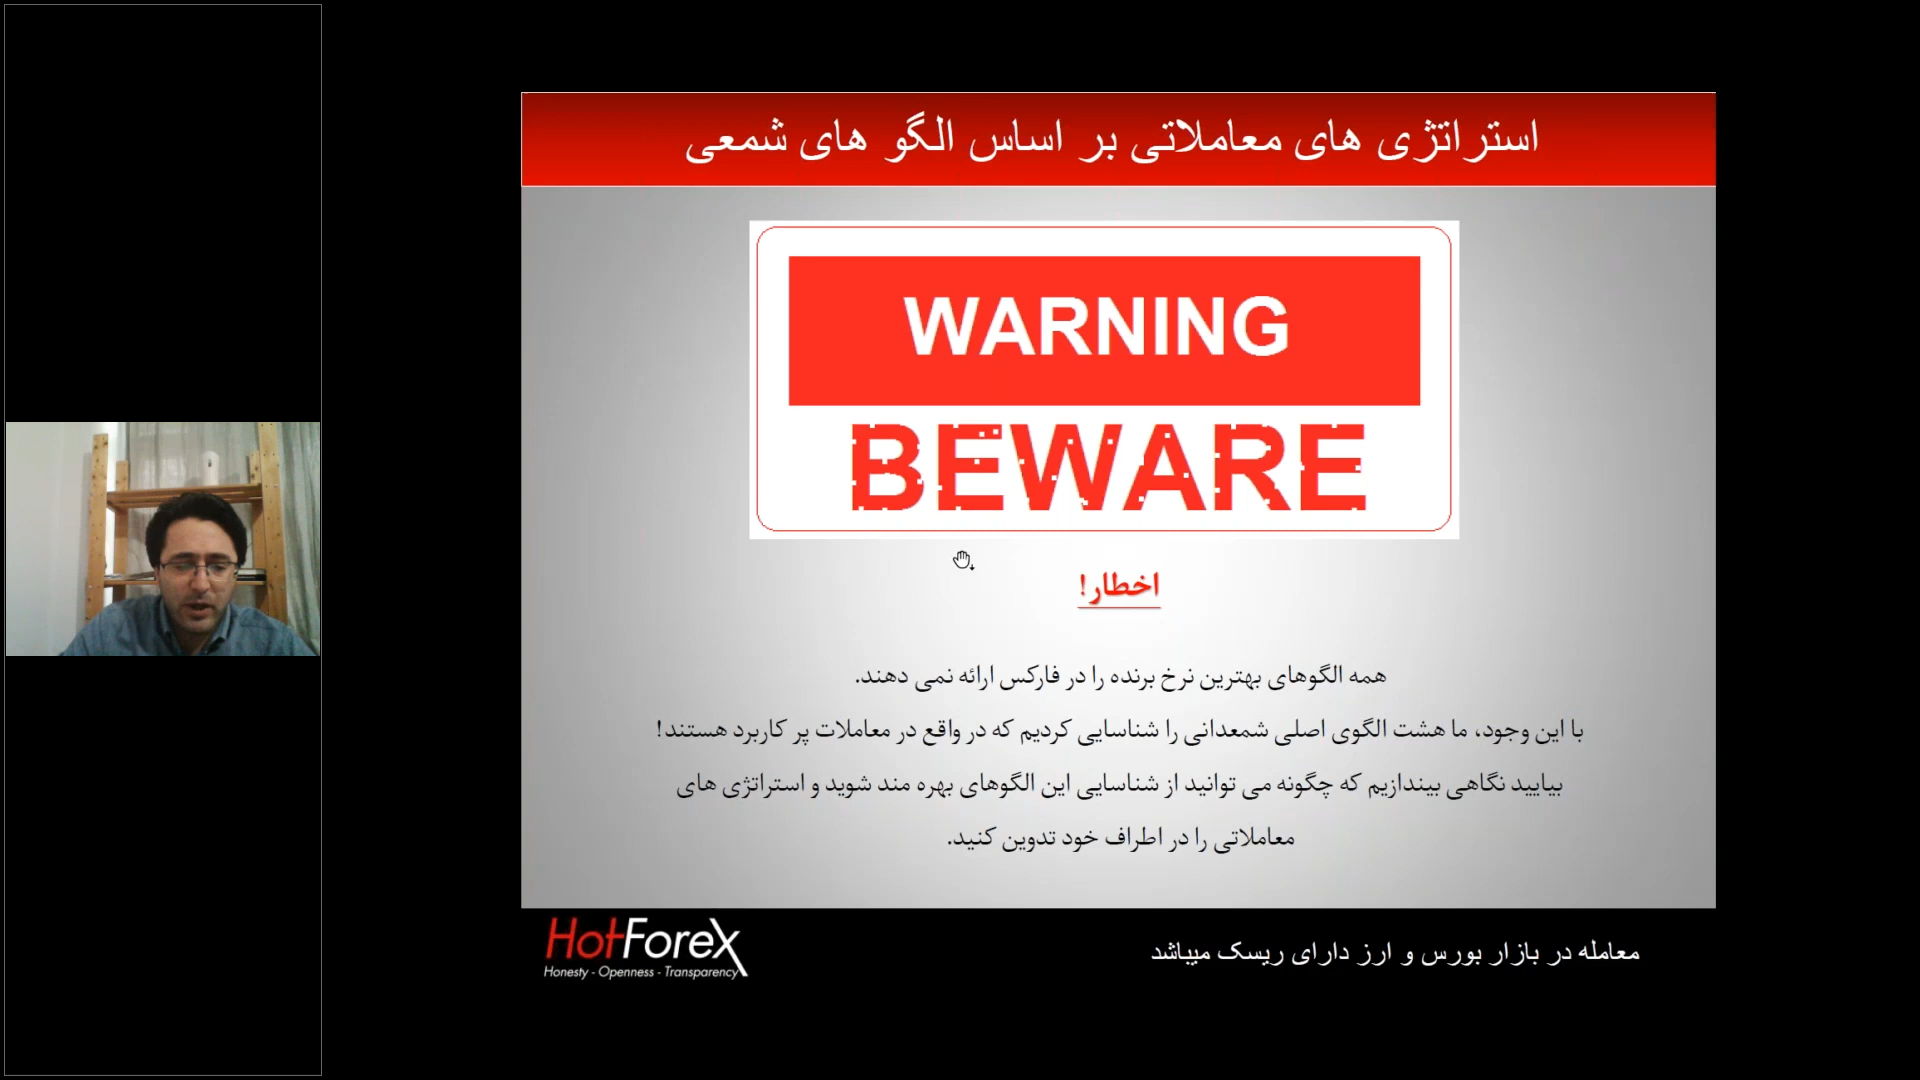 استراتژی های معاملاتی بر اساس الگو های شمعی
WARNING
BEWARE
اخطار!
همه الگوهای بهترین نرخ برنده را در فارکس ارائه نمی دهند.
با این وجود، ما هشت الگوی اصلی شمعدانی را شناسایی کردیم که در واقع در معاملات پر کاربرد هستند!
بیایید نگاهی بیندازیم که چگونه می توانید از شناسایی این الگوهای بهره مند شوید و استراتژی های
معاملاتی را در اطراف خود تدوین کنید.
HotForex
Honesty - Openness - Transparency
معامله در بازار بورس و ارز دارای ریسک میباشد